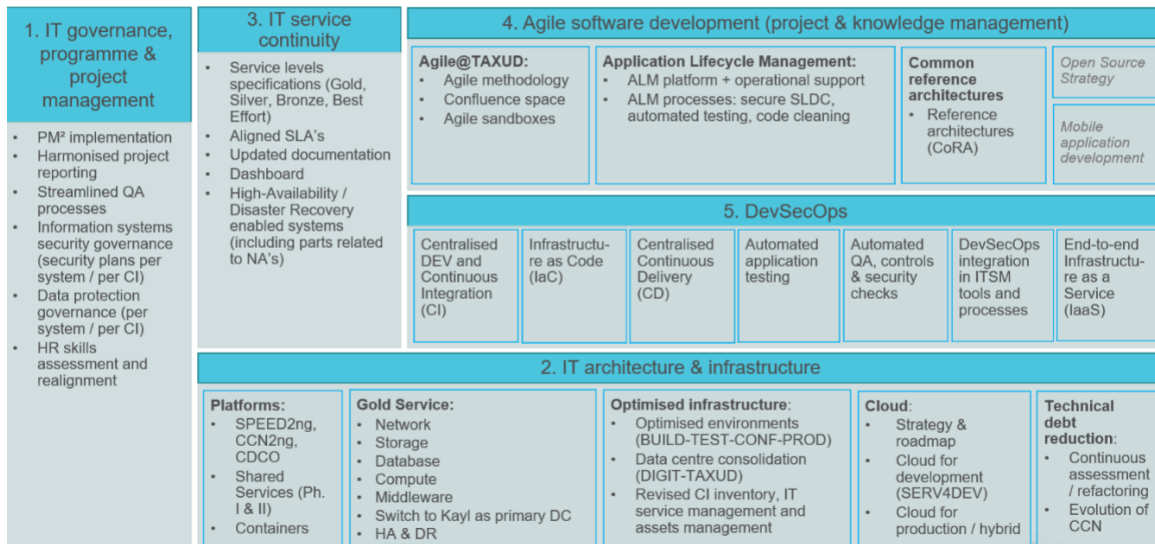 1. IT governance,
programme &
project
management
• PM² implementation
• Harmonised project
reporting
• Streamlined QA
processes
• Information systems
security governance
(security plans per
system / per CI)
• Data protection
governance (per
system / per CI)
• HR skills
assessment and
realignment
3. IT service
continuity
• Service levels
specifications (Gold,
Silver, Bronze, Best
Effort)
• Aligned SLA's
• Updated documentation
• Dashboard
• High-Availability /
Disaster Recovery
enabled systems
(including parts related
to NA's)
4. Agile software development (project & knowledge management)
Agile@TAXUD:
• Agile methodology
• Confluence space
• Agile sandboxes
Application Lifecycle Management:
• ALM platform + operational support
• ALM processes: secure SLDC,
automated testing, code cleaning
Common
reference
architectures
• Reference
architectures
(CoRA)
Open Source
Strategy
Mobile
application
development
5. DevSecOps
Centralised
DEV and
Continuous
Integration
(CI)
Infrastructu-
re as Code
(IaC)
Centralised
Continuous
Delivery
(CD)
Automated
application
testing
Automated
QA, controls
& security
checks
DevSecOps
integration
in ITSM
tools and
processes
End-to-end
Infrastructu-
re as a
Service
(IaaS)
2. IT architecture & infrastructure
Platforms:
• SPEED2ng,
CCN2ng,
CDCO
• Shared
Services (Ph.
I & II)
• Containers
Gold Service:
• Network
• Storage
• Database
• Compute
• Middleware
• Switch to Kayl as primary DC
• HA & DR
Optimised infrastructure:
• Optimised environments
(BUILD-TEST-CONF-PROD)
• Data centre consolidation
(DIGIT-TAXUD)
• Revised CI inventory, IT
service management and
assets management
Cloud:
• Strategy &
roadmap
• Cloud for
development
(SERV4DEV)
• Cloud for
production / hybrid
Technical
debt
reduction:
• Continuous
assessment
/ refactoring
• Evolution of
CCN